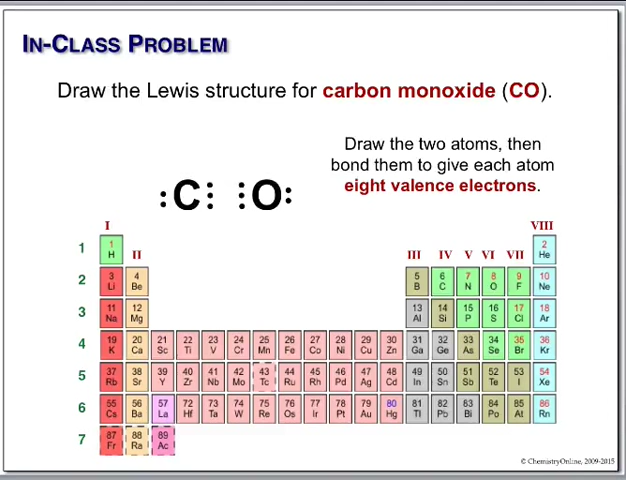 IN-CLASS PROBLEM
Draw the Lewis structure for carbon monoxide (CO).
Draw the two atoms, then
bond them to give each atom
eight valence electrons.
:C⋮ ⋮O:
I VIII
1 1 H II III IV V VI VII 2 He
2 3 Li 4 Be 5 B 6 C 7 N 8 O 9 F 10 Ne
3 11 Na 12 Mg 13 Al 14 Si 15 P 16 S 17 Cl 18 Ar
4 19 K 20 Ca 21 Sc 22 Ti 23 V 24 Cr 25 Mn 26 Fe 27 Co 28 Ni 29 Cu 30 Zn 31 Ga 32 Ge 33 As 34 Se 35 Br 36 Kr
5 37 Rb 38 Sr 39 Y 40 Zr 41 Nb 42 Mo 43 Tc 44 Ru 45 Rh 46 Pd 47 Ag 48 Cd 49 In 50 Sn 51 Sb 52 Te 53 I 54 Xe
6 55 Cs 56 Ba 57 La 72 Hf 73 Ta 74 W 75 Re 76 Os 77 Ir 78 Pt 79 Au 80 Hg 81 Tl 82 Pb 83 Bi 84 Po 85 At 86 Rn
7 87 Fr 88 Ra 89 Ac
© ChemistryOnline, 2009-2015